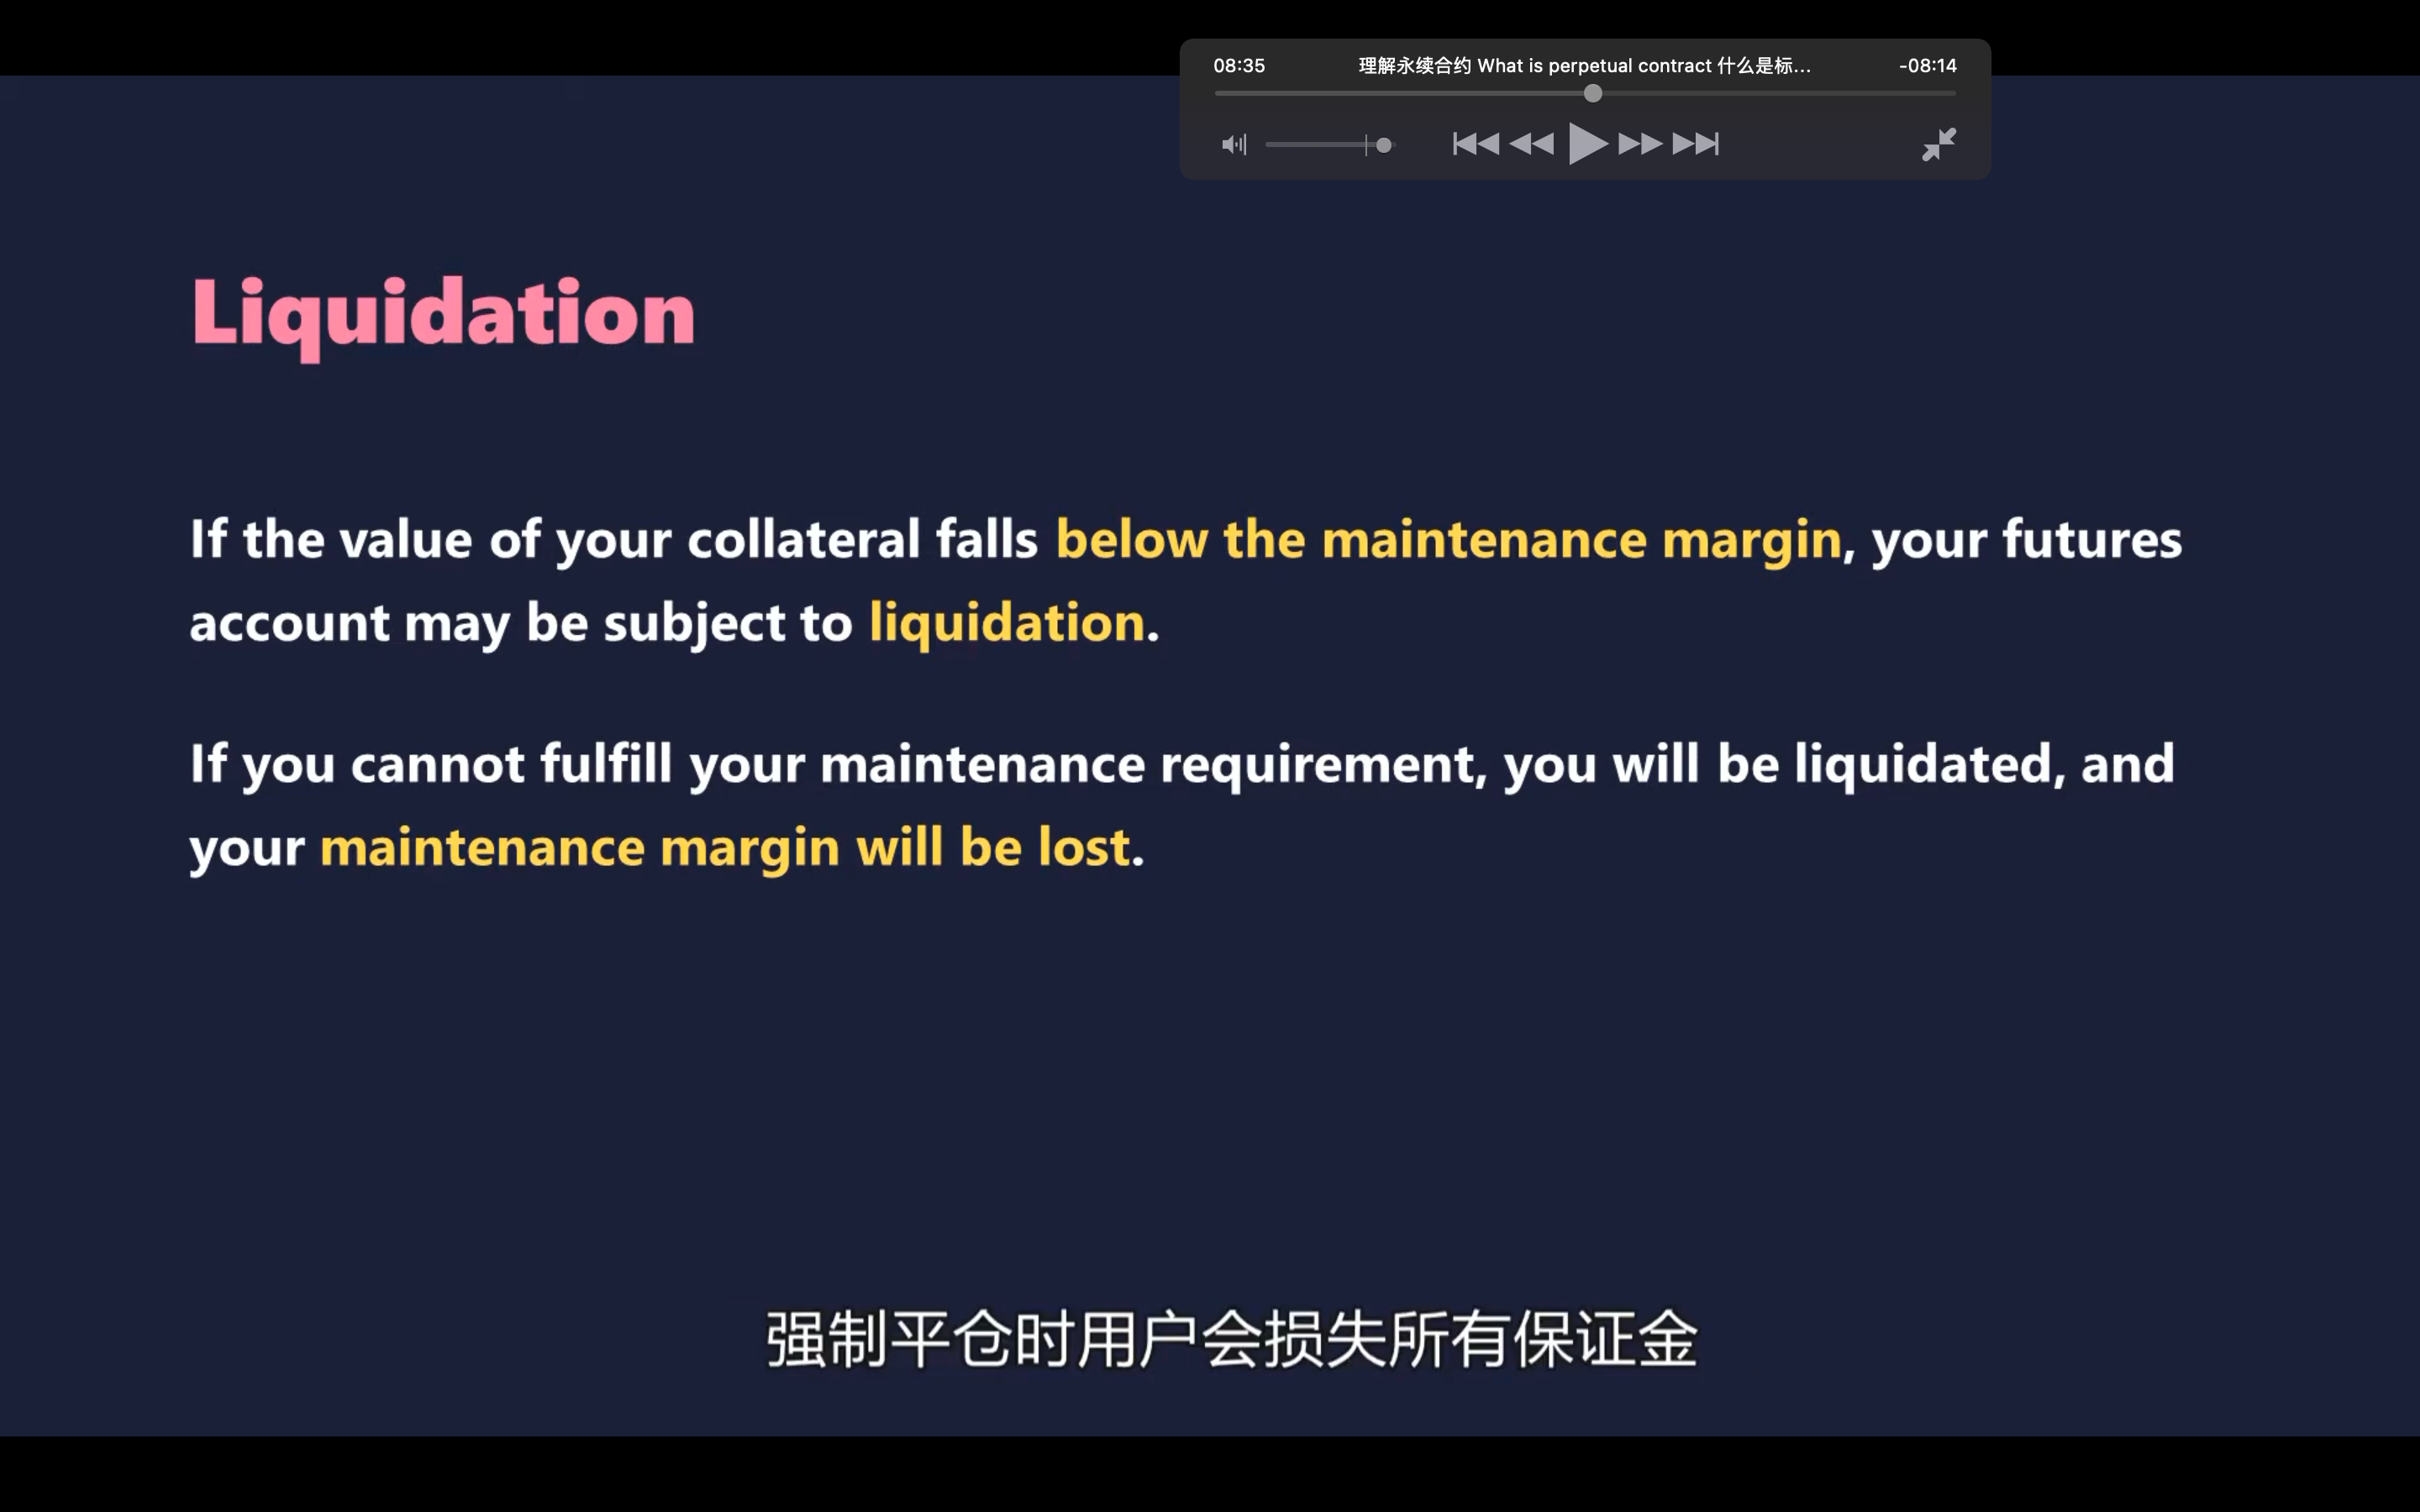 08:35
理解永续合约 What is perpetual contract 什么是标...
-08:14
Liquidation
If the value of your collateral falls below the maintenance margin, your futures
account may be subject to liquidation.
If you cannot fulfill your maintenance requirement, you will be liquidated, and
your maintenance margin will be lost.
强制平仓时用户会损失所有保证金